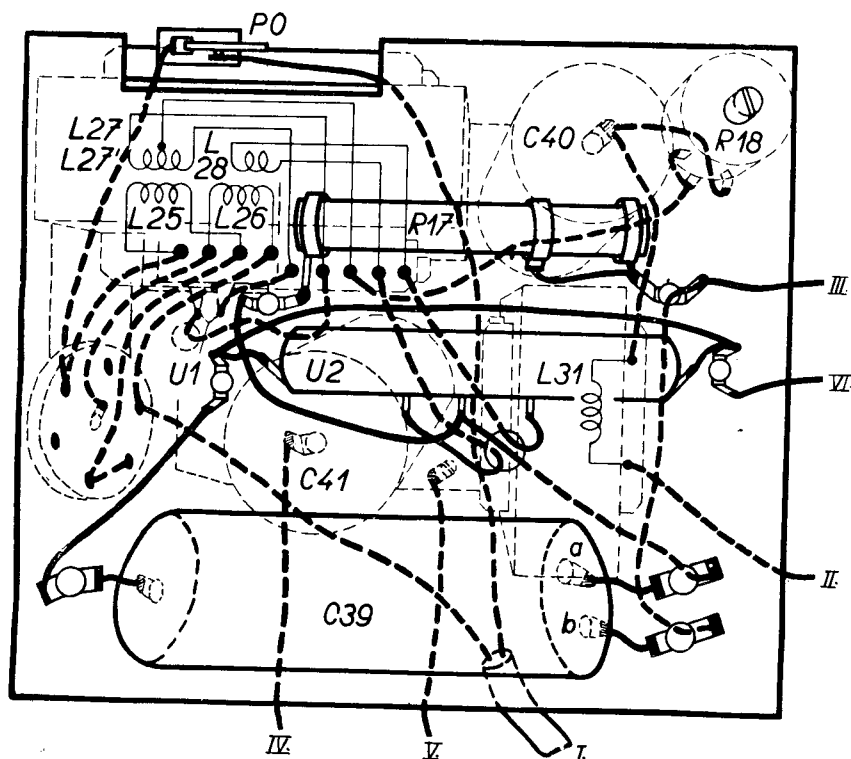 PO
L27
L27'
L
28
C40
R18
L25
L26
R17
III.
U1
U2
L31
VI.
C41
a
II.
b
C39
IV.
V.
I.